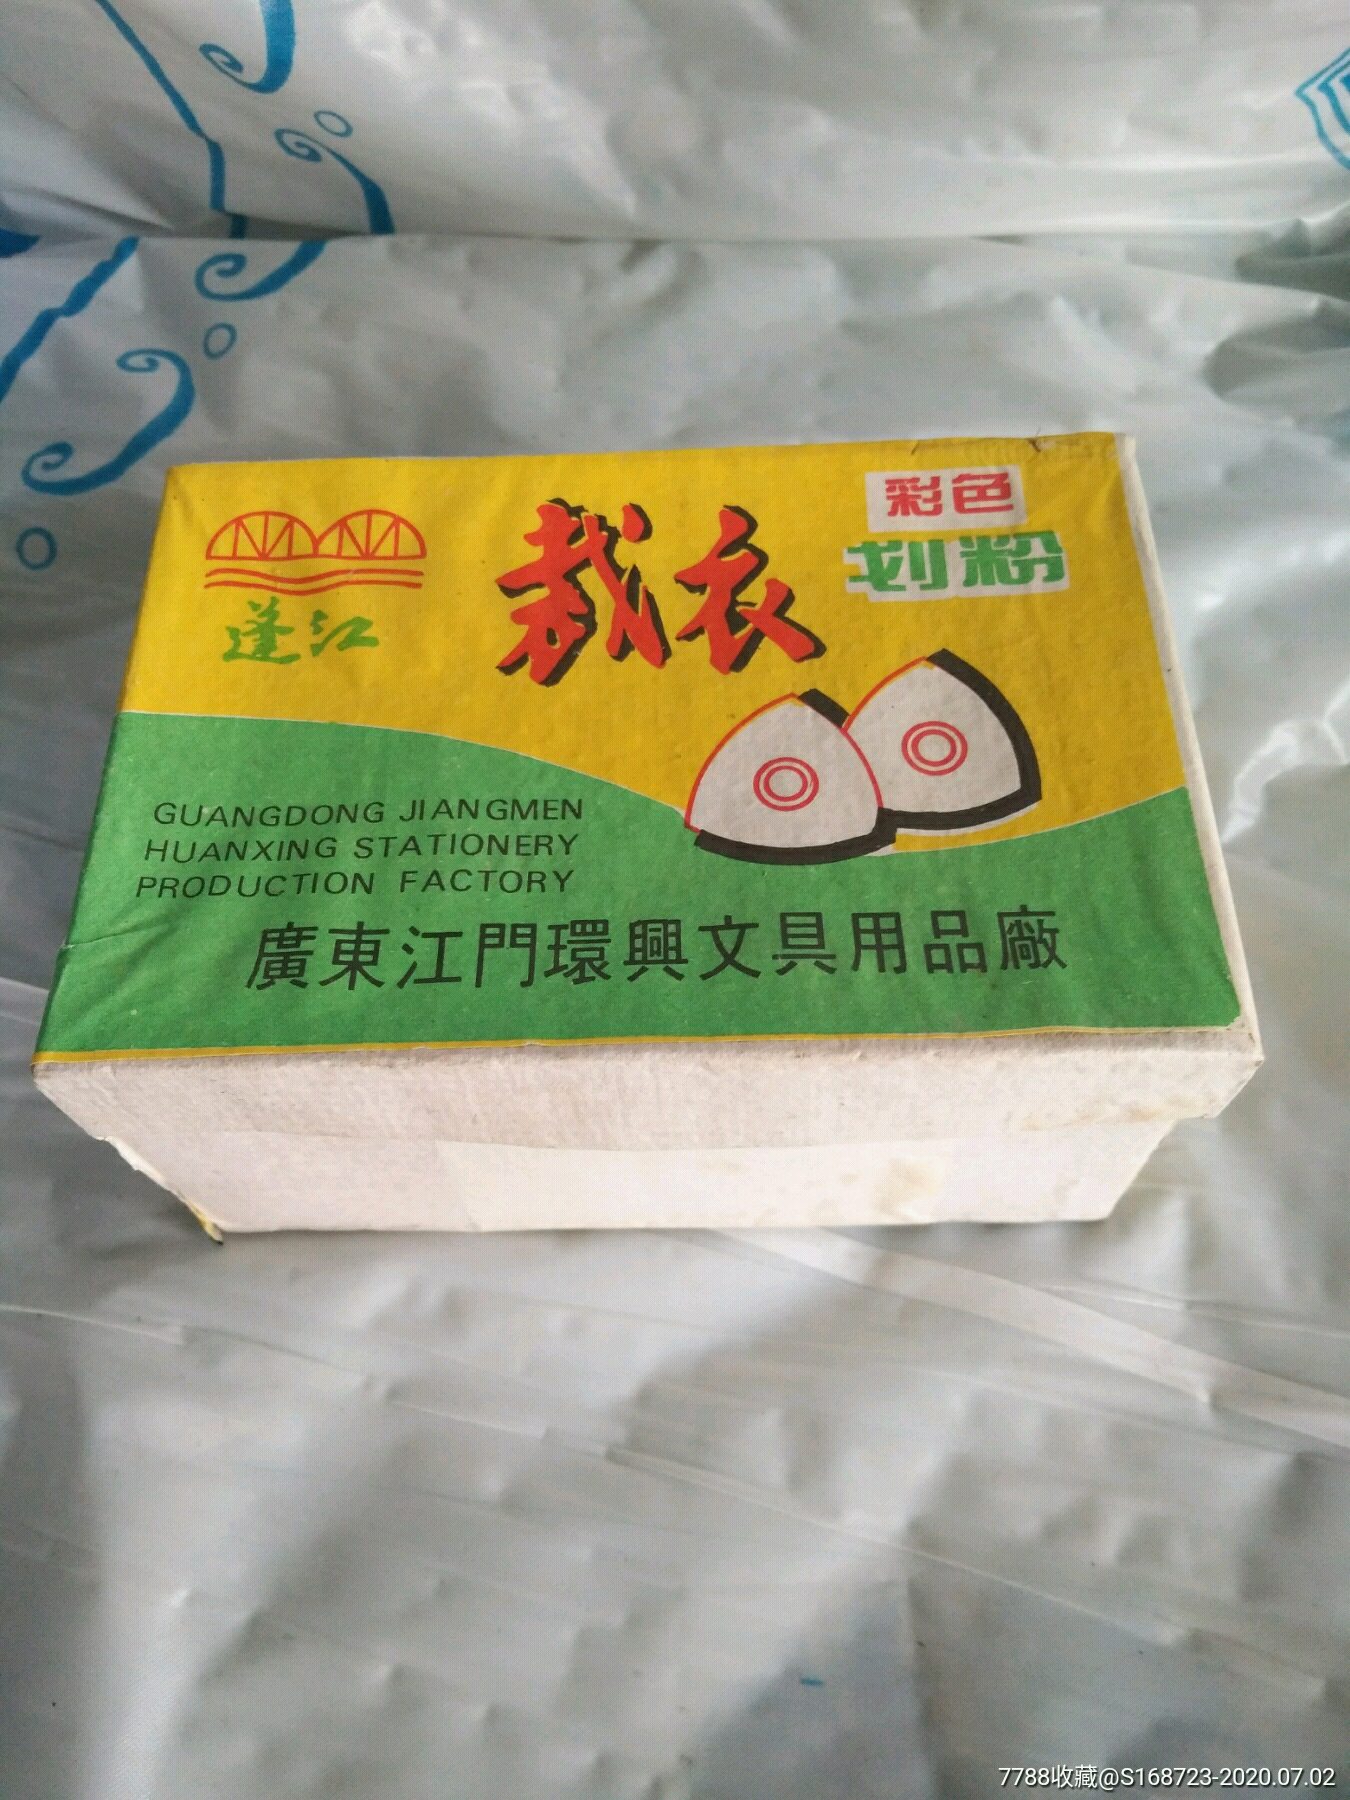 蓬江
裁衣
彩色
划粉
GUANGDONG JIANGMEN
HUANXING STATIONERY
PRODUCTION FACTORY
廣東江門環興文具用品廠
7788收藏@S168723-2020.07.02